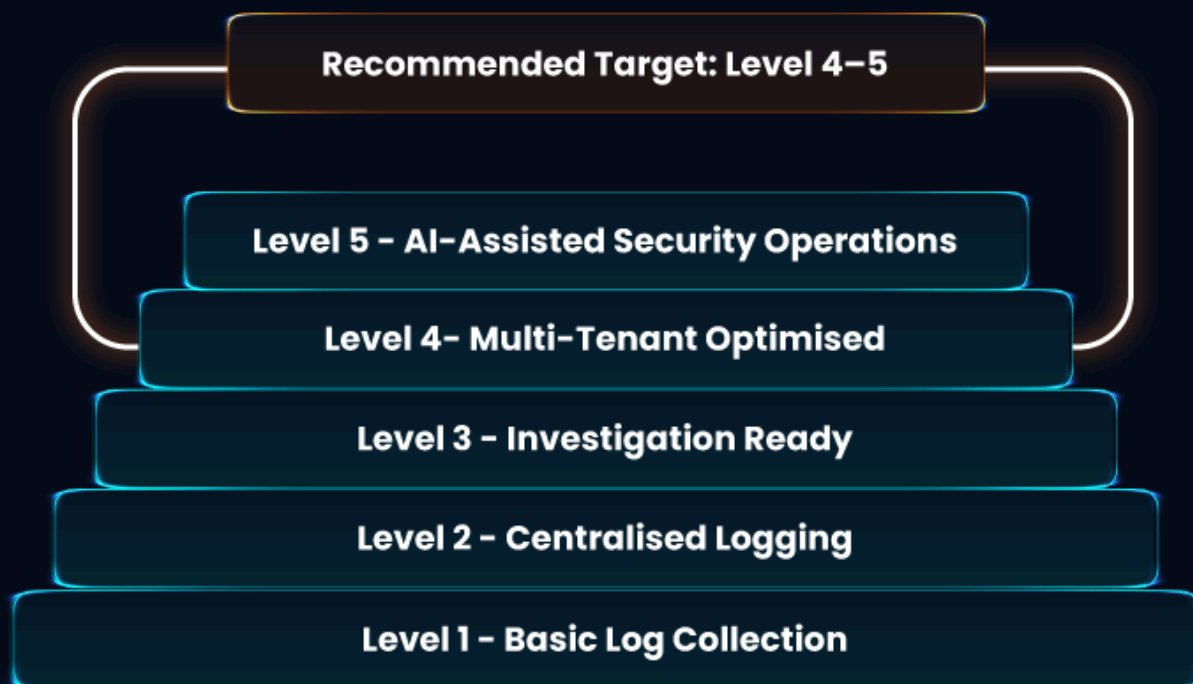 Recommended Target: Level 4–5
Level 5 - AI-Assisted Security Operations
Level 4- Multi-Tenant Optimised
Level 3 - Investigation Ready
Level 2 - Centralised Logging
Level 1 - Basic Log Collection